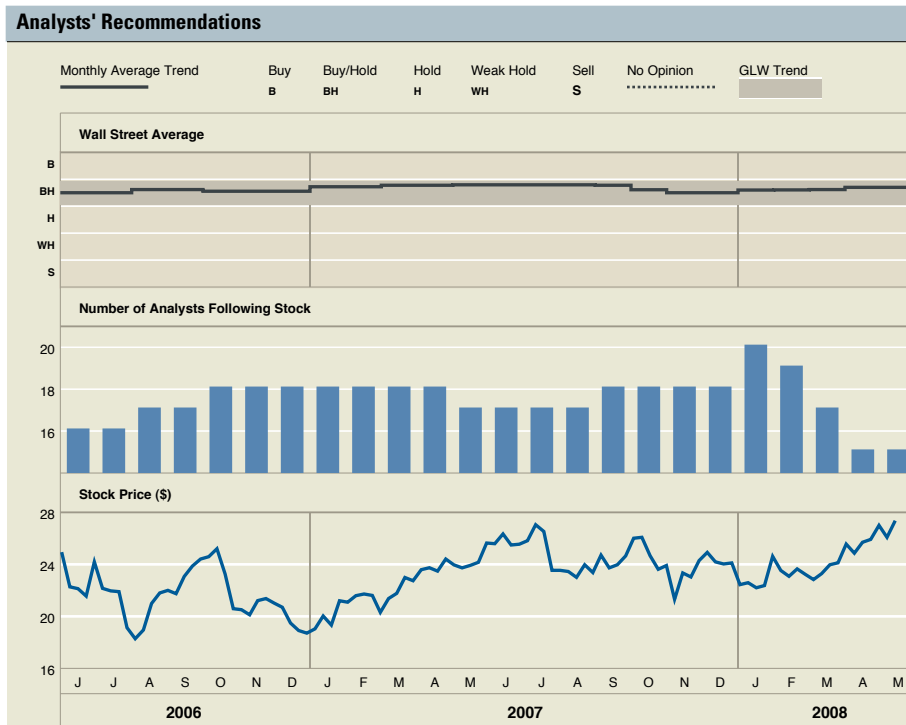 Analysts' Recommendations
Monthly Average Trend Buy Buy/Hold Hold Weak Hold Sell No Opinion GLW Trend
B BH H WH S
Wall Street Average
B
BH
H
WH
S
Number of Analysts Following Stock
20
18
16
Stock Price ($)
28
24
20
16
J J A S O N D J F M A M J J A S O N D J F M A M
2006 2007 2008